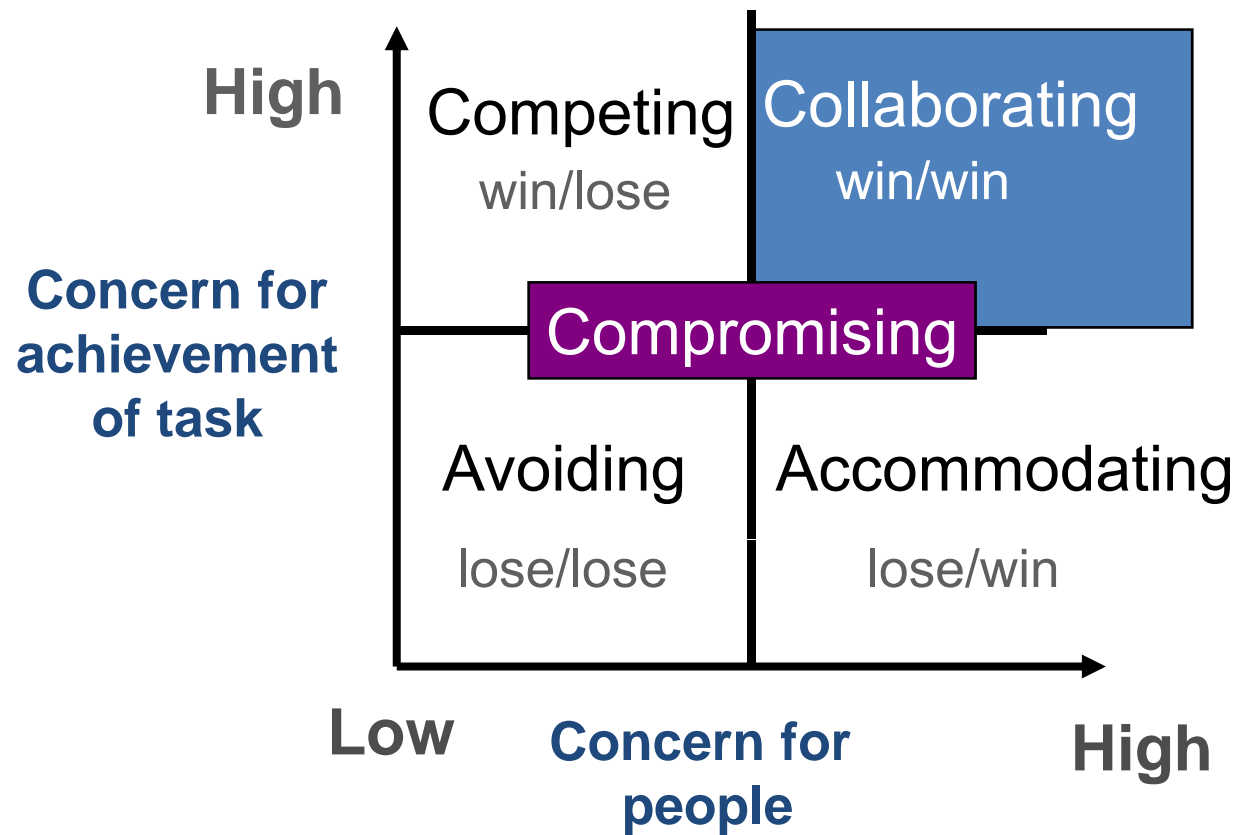 High
Competing
win/lose
Collaborating
win/win
Concern for
achievement
of task
Compromising
Avoiding
lose/lose
Accommodating
lose/win
Low
Concern for
people
High